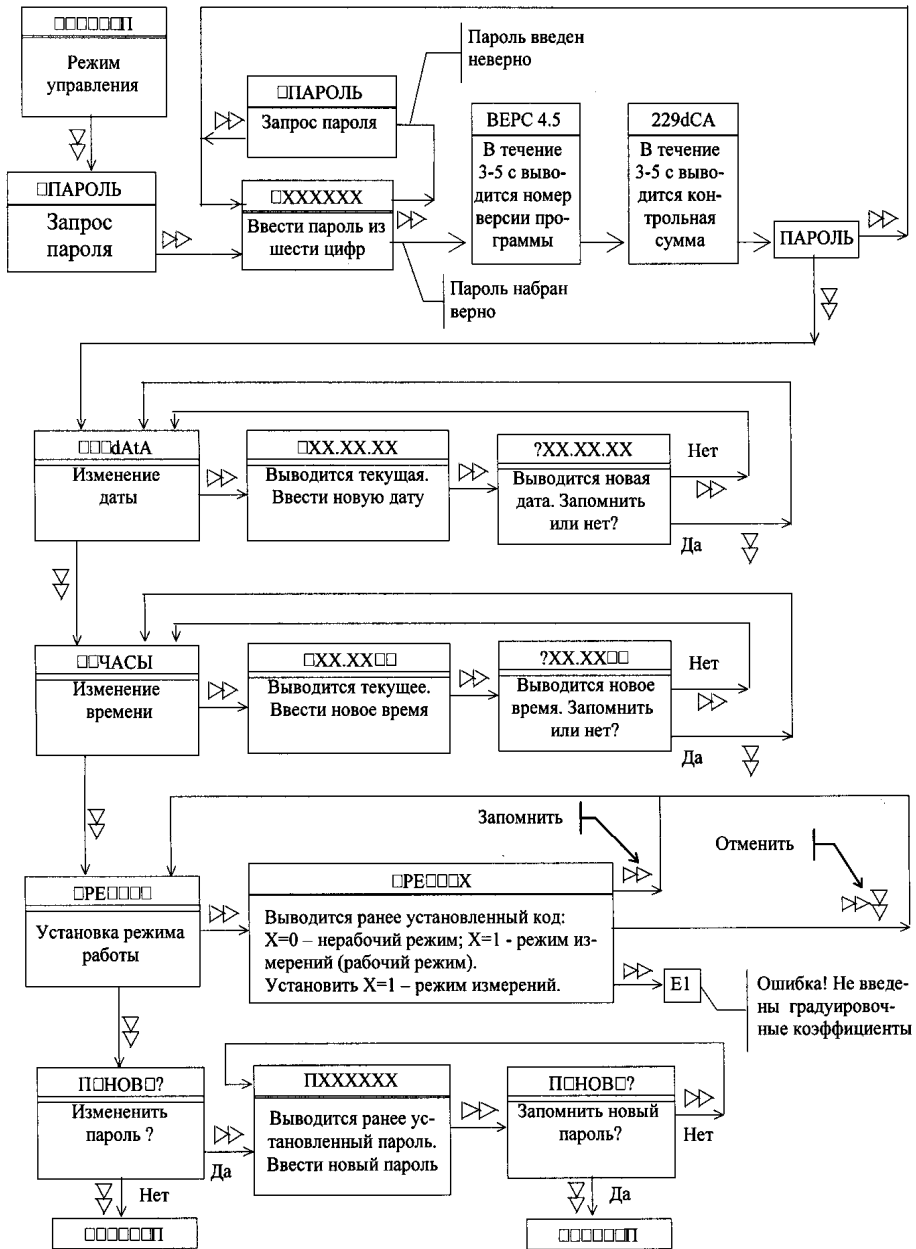 □□□□□□П
Режим
управления
Пароль введен
неверно
□ПАРОЛЬ
Запрос пароля
ВЕРС 4.5
В течение
3-5 с выво-
дится номер
версии про-
граммы
229dCA
В течение
3-5 с выво-
дится кон-
трольная
сумма
□ПАРОЛЬ
Запрос
пароля
□XXXXXX
Ввести пароль из
шести цифр
ПАРОЛЬ
Пароль набран
верно
□□□dAtA
Изменение
даты
□XX.XX.XX
Выводится текущая.
Ввести новую дату
?XX.XX.XX
Выводится новая
дата. Запомнить
или нет?
Нет
Да
□□ЧАСЫ
Изменение
времени
□XX.XX□□
Выводится текущее.
Ввести новое время
?XX.XX□□
Выводится новое
время. Запомнить
или нет?
Нет
Да
Запомнить
Отменить
□РЕ□□□□
Установка режима
работы
□РЕ□□□X
Выводится ранее установленный код:
X=0 – нерабочий режим; X=1 - режим из-
мерений (рабочий режим).
Установить X=1 – режим измерений.
E1
Ошибка! Не введе-
ны градуировоч-
ные коэффициенты
П□НОВ□?
Измененить
пароль ?
Да
Нет
ПXXXXXX
Выводится ранее ус-
тановленный пароль.
Ввести новый пароль
П□НОВ□?
Запомнить новый
пароль?
Нет
Да
□□□□□□П
□□□□□□П